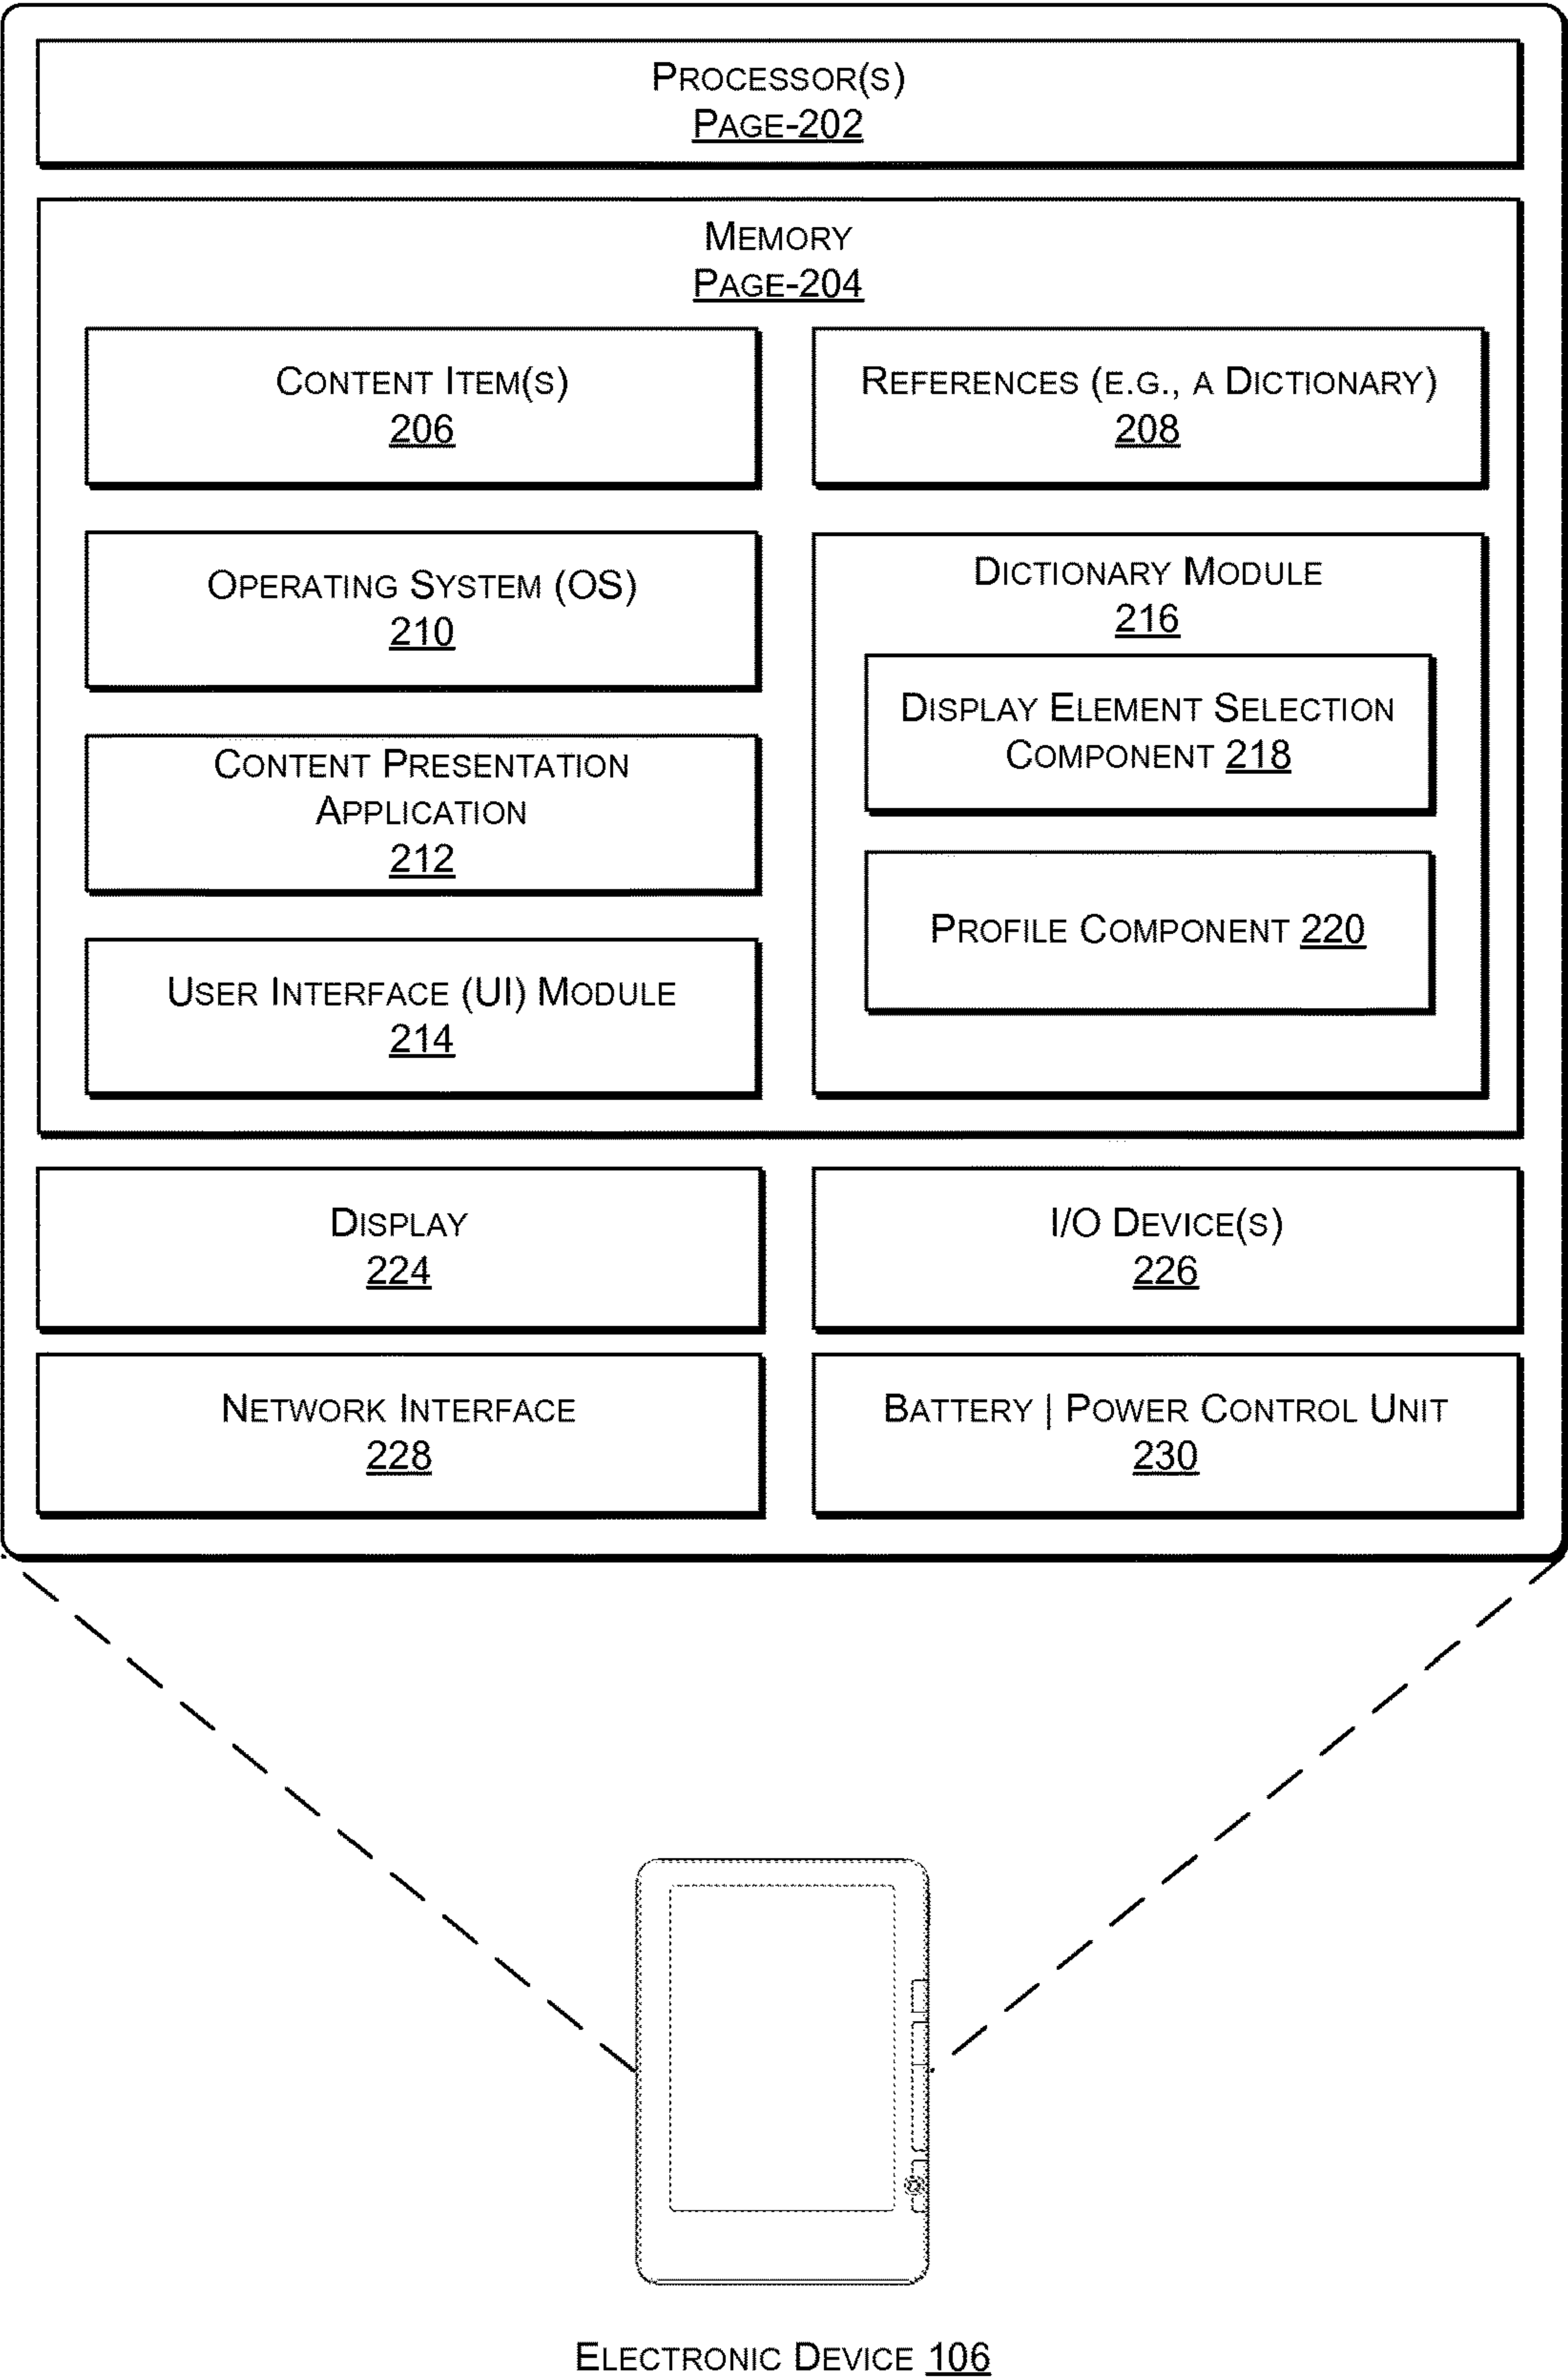 PROCESSOR(S)
PAGE-202
MEMORY
PAGE-204
CONTENT ITEM(S)
206
REFERENCES (E.G., A DICTIONARY)
208
OPERATING SYSTEM (OS)
210
CONTENT PRESENTATION
APPLICATION
212
USER INTERFACE (UI) MODULE
214
DICTIONARY MODULE
216
DISPLAY ELEMENT SELECTION
COMPONENT 218
PROFILE COMPONENT 220
DISPLAY
224
I/O DEVICE(S)
226
NETWORK INTERFACE
228
BATTERY | POWER CONTROL UNIT
230
ELECTRONIC DEVICE 106